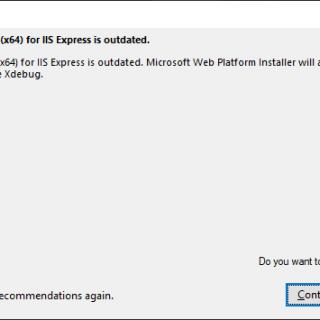 (x64) for IIS Express is outdated.
x64) for IIS Express is outdated. Microsoft Web Platform Installer will a
Xdebug.
Do you want to
ecommendations again.
Cont